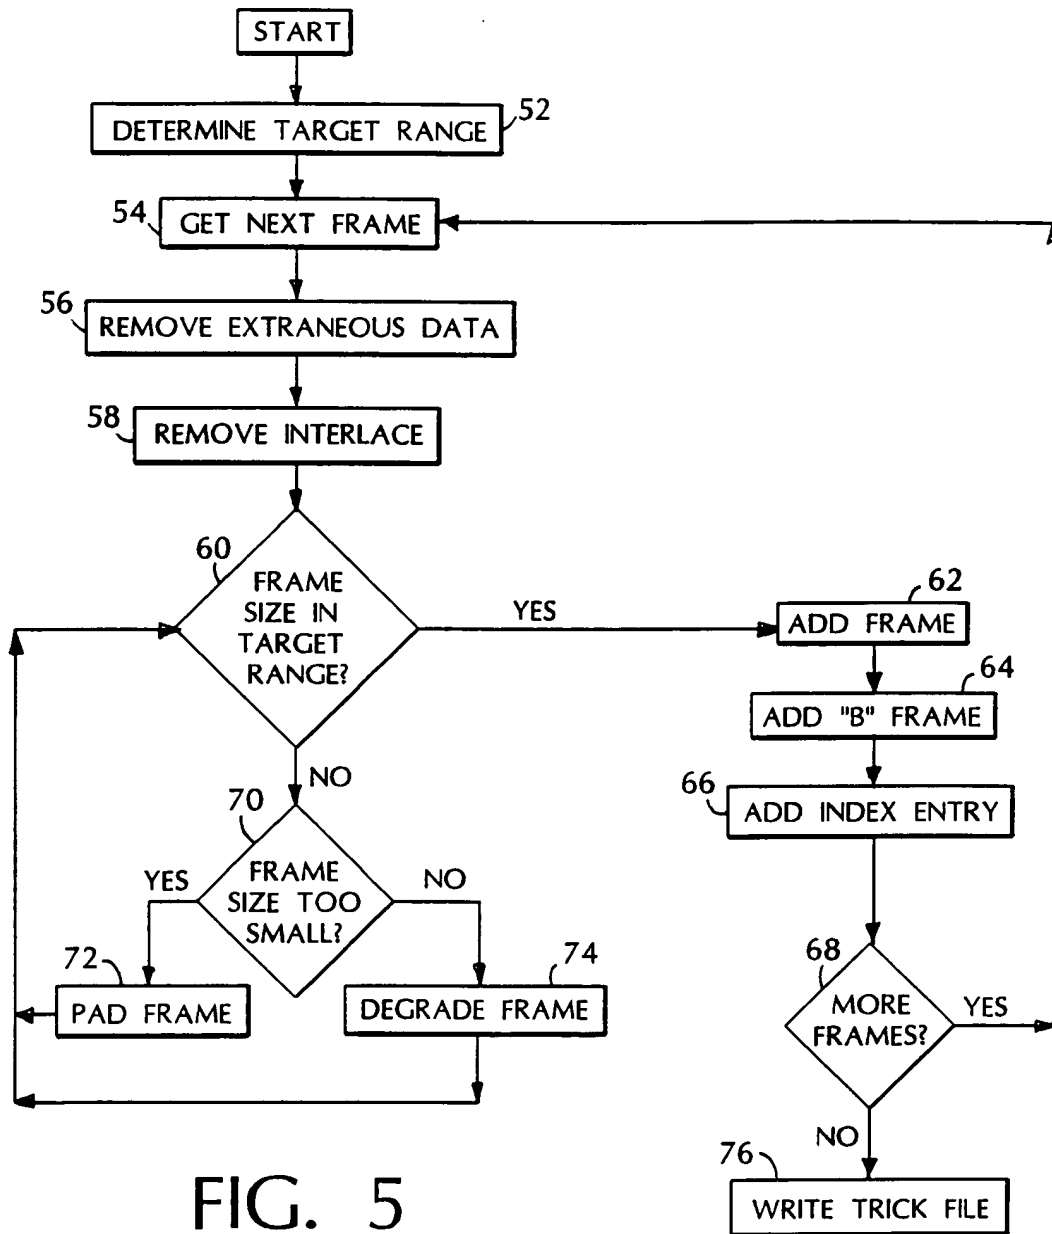 START
DETERMINE TARGET RANGE
52
54
GET NEXT FRAME
56
REMOVE EXTRANEOUS DATA
58
REMOVE INTERLACE
60
FRAME
SIZE IN
TARGET
RANGE?
YES
62
ADD FRAME
64
ADD "B" FRAME
66
ADD INDEX ENTRY
NO
70
FRAME
SIZE TOO
SMALL?
YES
NO
72
PAD FRAME
74
DEGRADE FRAME
68
MORE
FRAMES?
YES
NO
76
WRITE TRICK FILE
FIG. 5